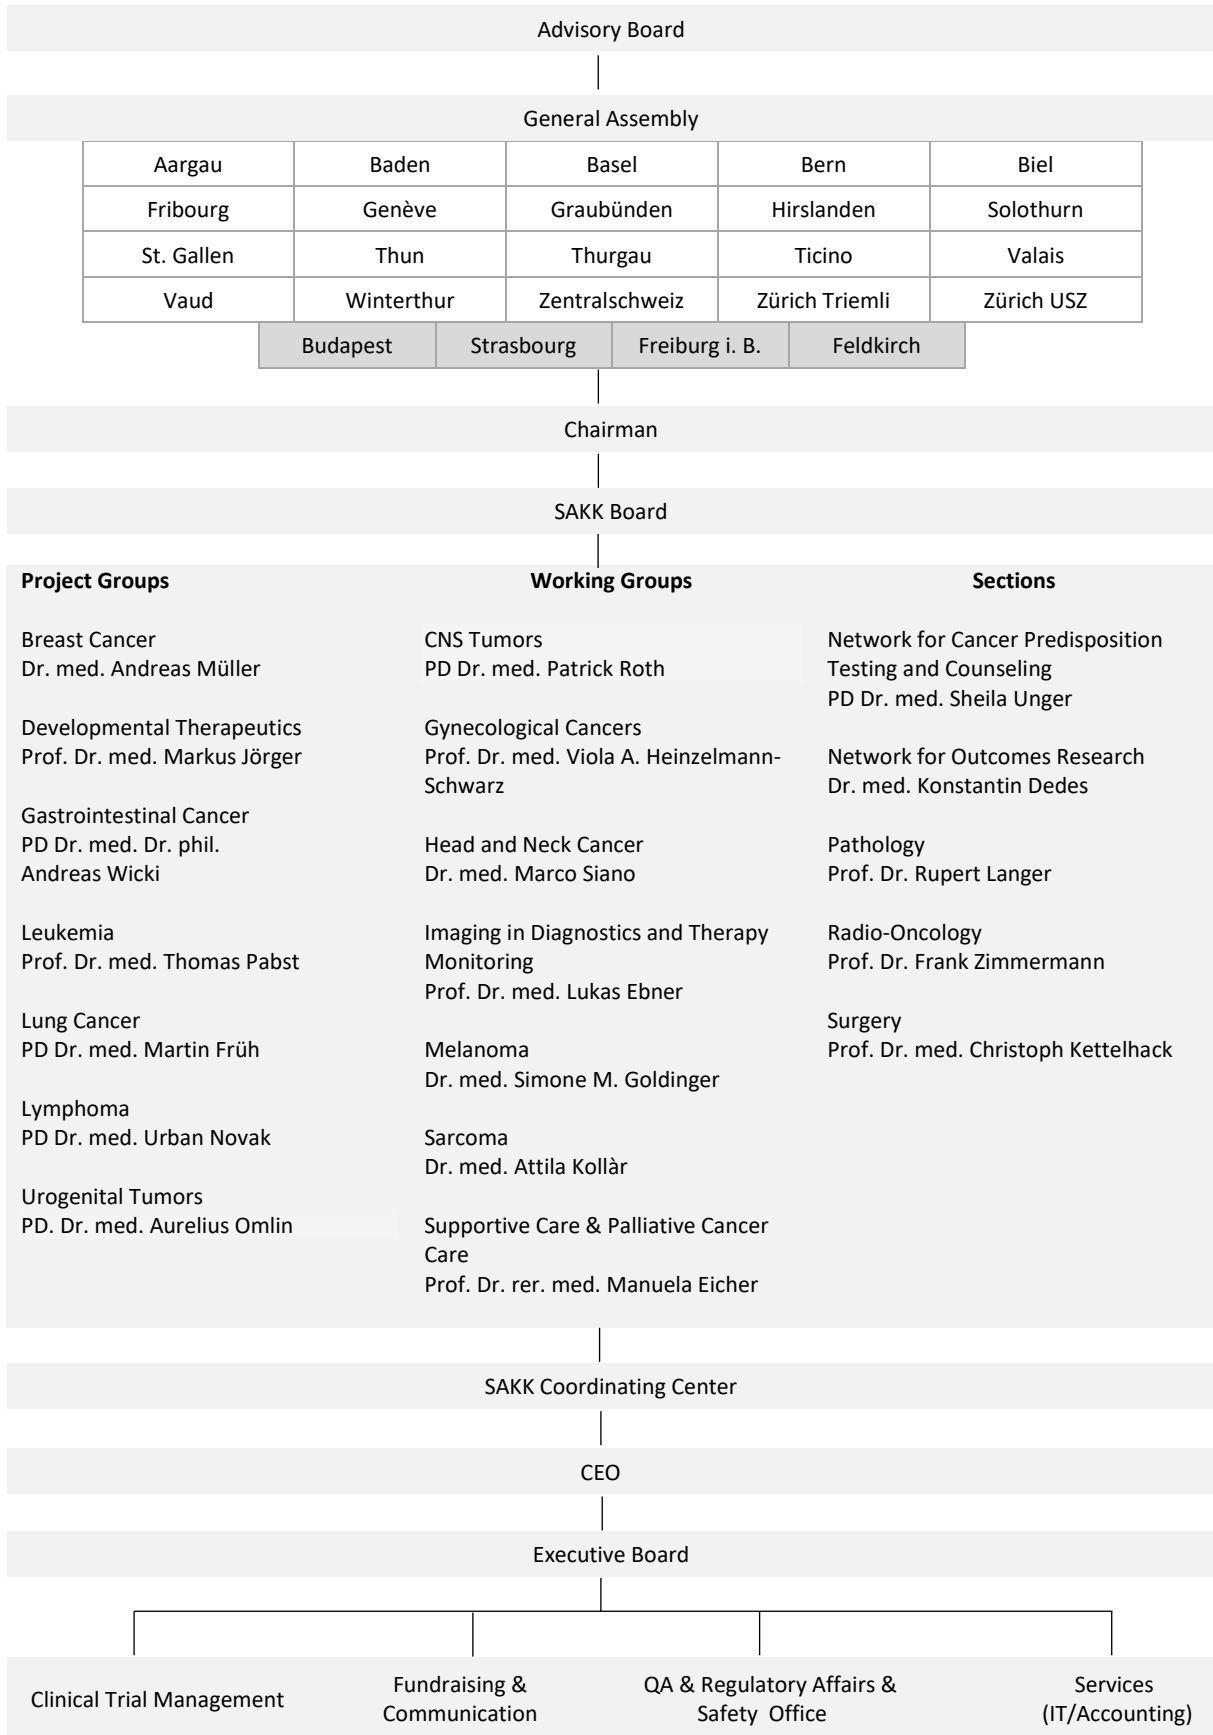 Advisory Board
General Assembly
Aargau Baden Basel Bern Biel
Fribourg Genève Graubünden Hirslanden Solothurn
St. Gallen Thun Thurgau Ticino Valais
Vaud Winterthur Zentralschweiz Zürich Triemli Zürich USZ
Budapest Strasbourg Freiburg i. B. Feldkirch
Chairman
SAKK Board
Project Groups
Breast Cancer
Dr. med. Andreas Müller
Developmental Therapeutics
Prof. Dr. med. Markus Jörger
Gastrointestinal Cancer
PD Dr. med. Dr. phil.
Andreas Wicki
Leukemia
Prof. Dr. med. Thomas Pabst
Lung Cancer
PD Dr. med. Martin Früh
Lymphoma
PD Dr. med. Urban Novak
Urogenital Tumors
PD. Dr. med. Aurelius Omlin
Working Groups
CNS Tumors
PD Dr. med. Patrick Roth
Gynecological Cancers
Prof. Dr. med. Viola A. Heinzelmann-
Schwarz
Head and Neck Cancer
Dr. med. Marco Siano
Imaging in Diagnostics and Therapy
Monitoring
Prof. Dr. med. Lukas Ebner
Melanoma
Dr. med. Simone M. Goldinger
Sarcoma
Dr. med. Attila Kollàr
Supportive Care & Palliative Cancer
Care
Prof. Dr. rer. med. Manuela Eicher
Sections
Network for Cancer Predisposition
Testing and Counseling
PD Dr. med. Sheila Unger
Network for Outcomes Research
Dr. med. Konstantin Dedes
Pathology
Prof. Dr. Rupert Langer
Radio-Oncology
Prof. Dr. Frank Zimmermann
Surgery
Prof. Dr. med. Christoph Kettelhack
SAKK Coordinating Center
CEO
Executive Board
Clinical Trial Management
Fundraising &
Communication
QA & Regulatory Affairs &
Safety Office
Services
(IT/Accounting)